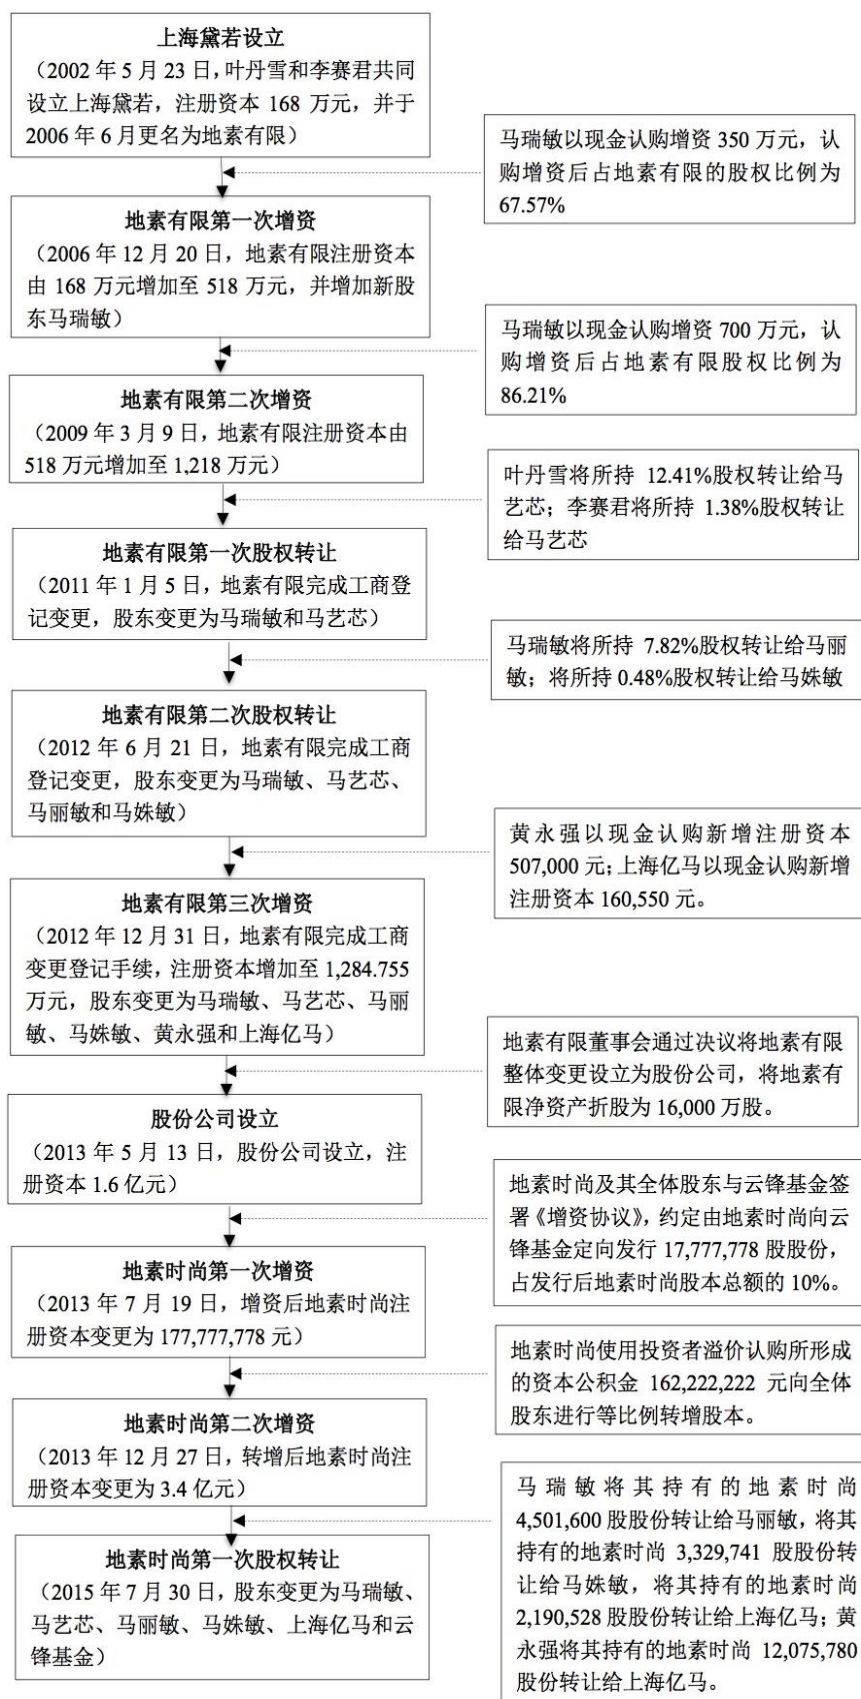 上海黛若设立
（2002 年 5 月 23 日，叶丹雪和李赛君共同
设立上海黛若，注册资本 168 万元，并于
2006 年 6 月更名为地素有限）
马瑞敏以现金认购增资 350 万元，认
购增资后占地素有限的股权比例为
67.57%
地素有限第一次增资
（2006 年 12 月 20 日，地素有限注册资本
由 168 万元增加至 518 万元，并增加新股
东马瑞敏）
马瑞敏以现金认购增资 700 万元，认
购增资后占地素有限股权比例为
86.21%
地素有限第二次增资
（2009 年 3 月 9 日，地素有限注册资本由
518 万元增加至 1,218 万元）
叶丹雪将所持 12.41%股权转让给马
艺芯；李赛君将所持 1.38%股权转让
给马艺芯
地素有限第一次股权转让
（2011 年 1 月 5 日，地素有限完成工商登
记变更，股东变更为马瑞敏和马艺芯）
马瑞敏将所持 7.82%股权转让给马丽
敏；将所持 0.48%股权转让给马姝敏
地素有限第二次股权转让
（2012 年 6 月 21 日，地素有限完成工商
登记变更，股东变更为马瑞敏、马艺芯、
马丽敏和马姝敏）
黄永强以现金认购新增注册资本
507,000 元；上海亿马以现金认购新增
注册资本 160,550 元。
地素有限第三次增资
（2012 年 12 月 31 日，地素有限完成工商
变更登记手续，注册资本增加至 1,284.755
万元，股东变更为马瑞敏、马艺芯、马丽
敏、马姝敏、黄永强和上海亿马）
地素有限董事会通过决议将地素有限
整体变更设立为股份公司，将地素有
限净资产折股为 16,000 万股。
股份公司设立
（2013 年 5 月 13 日，股份公司设立，注
册资本 1.6 亿元）
地素时尚及其全体股东与云锋基金签
署《增资协议》，约定由地素时尚向云
锋基金定向发行 17,777,778 股股份，
占发行后地素时尚股本总额的 10%。
地素时尚第一次增资
（2013 年 7 月 19 日，增资后地素时尚注
册资本变更为 177,777,778 元）
地素时尚使用投资者溢价认购所形成
的资本公积金 162,222,222 元向全体
股东进行等比例转增股本。
地素时尚第二次增资
（2013 年 12 月 27 日，转增后地素时尚注
册资本变更为 3.4 亿元）
马瑞敏将其持有的地素时尚
4,501,600 股股份转让给马丽敏，将其
持有的地素时尚 3,329,741 股股份转
让给马姝敏，将其持有的地素时尚
2,190,528 股股份转让给上海亿马；黄
永强将其持有的地素时尚 12,075,780
股份转让给上海亿马。
地素时尚第一次股权转让
（2015 年 7 月 30 日，股东变更为马瑞敏、
马艺芯、马丽敏、马姝敏、上海亿马和云
锋基金）